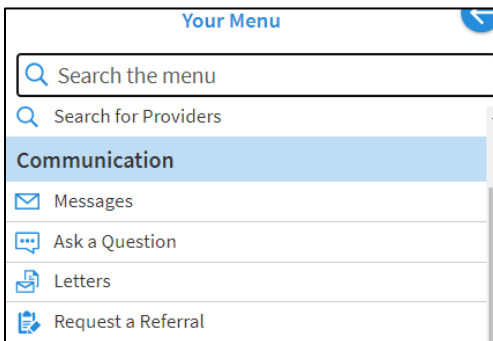 Your Menu
Search the menu
Search for Providers
Communication
Messages
Ask a Question
Letters
Request a Referral